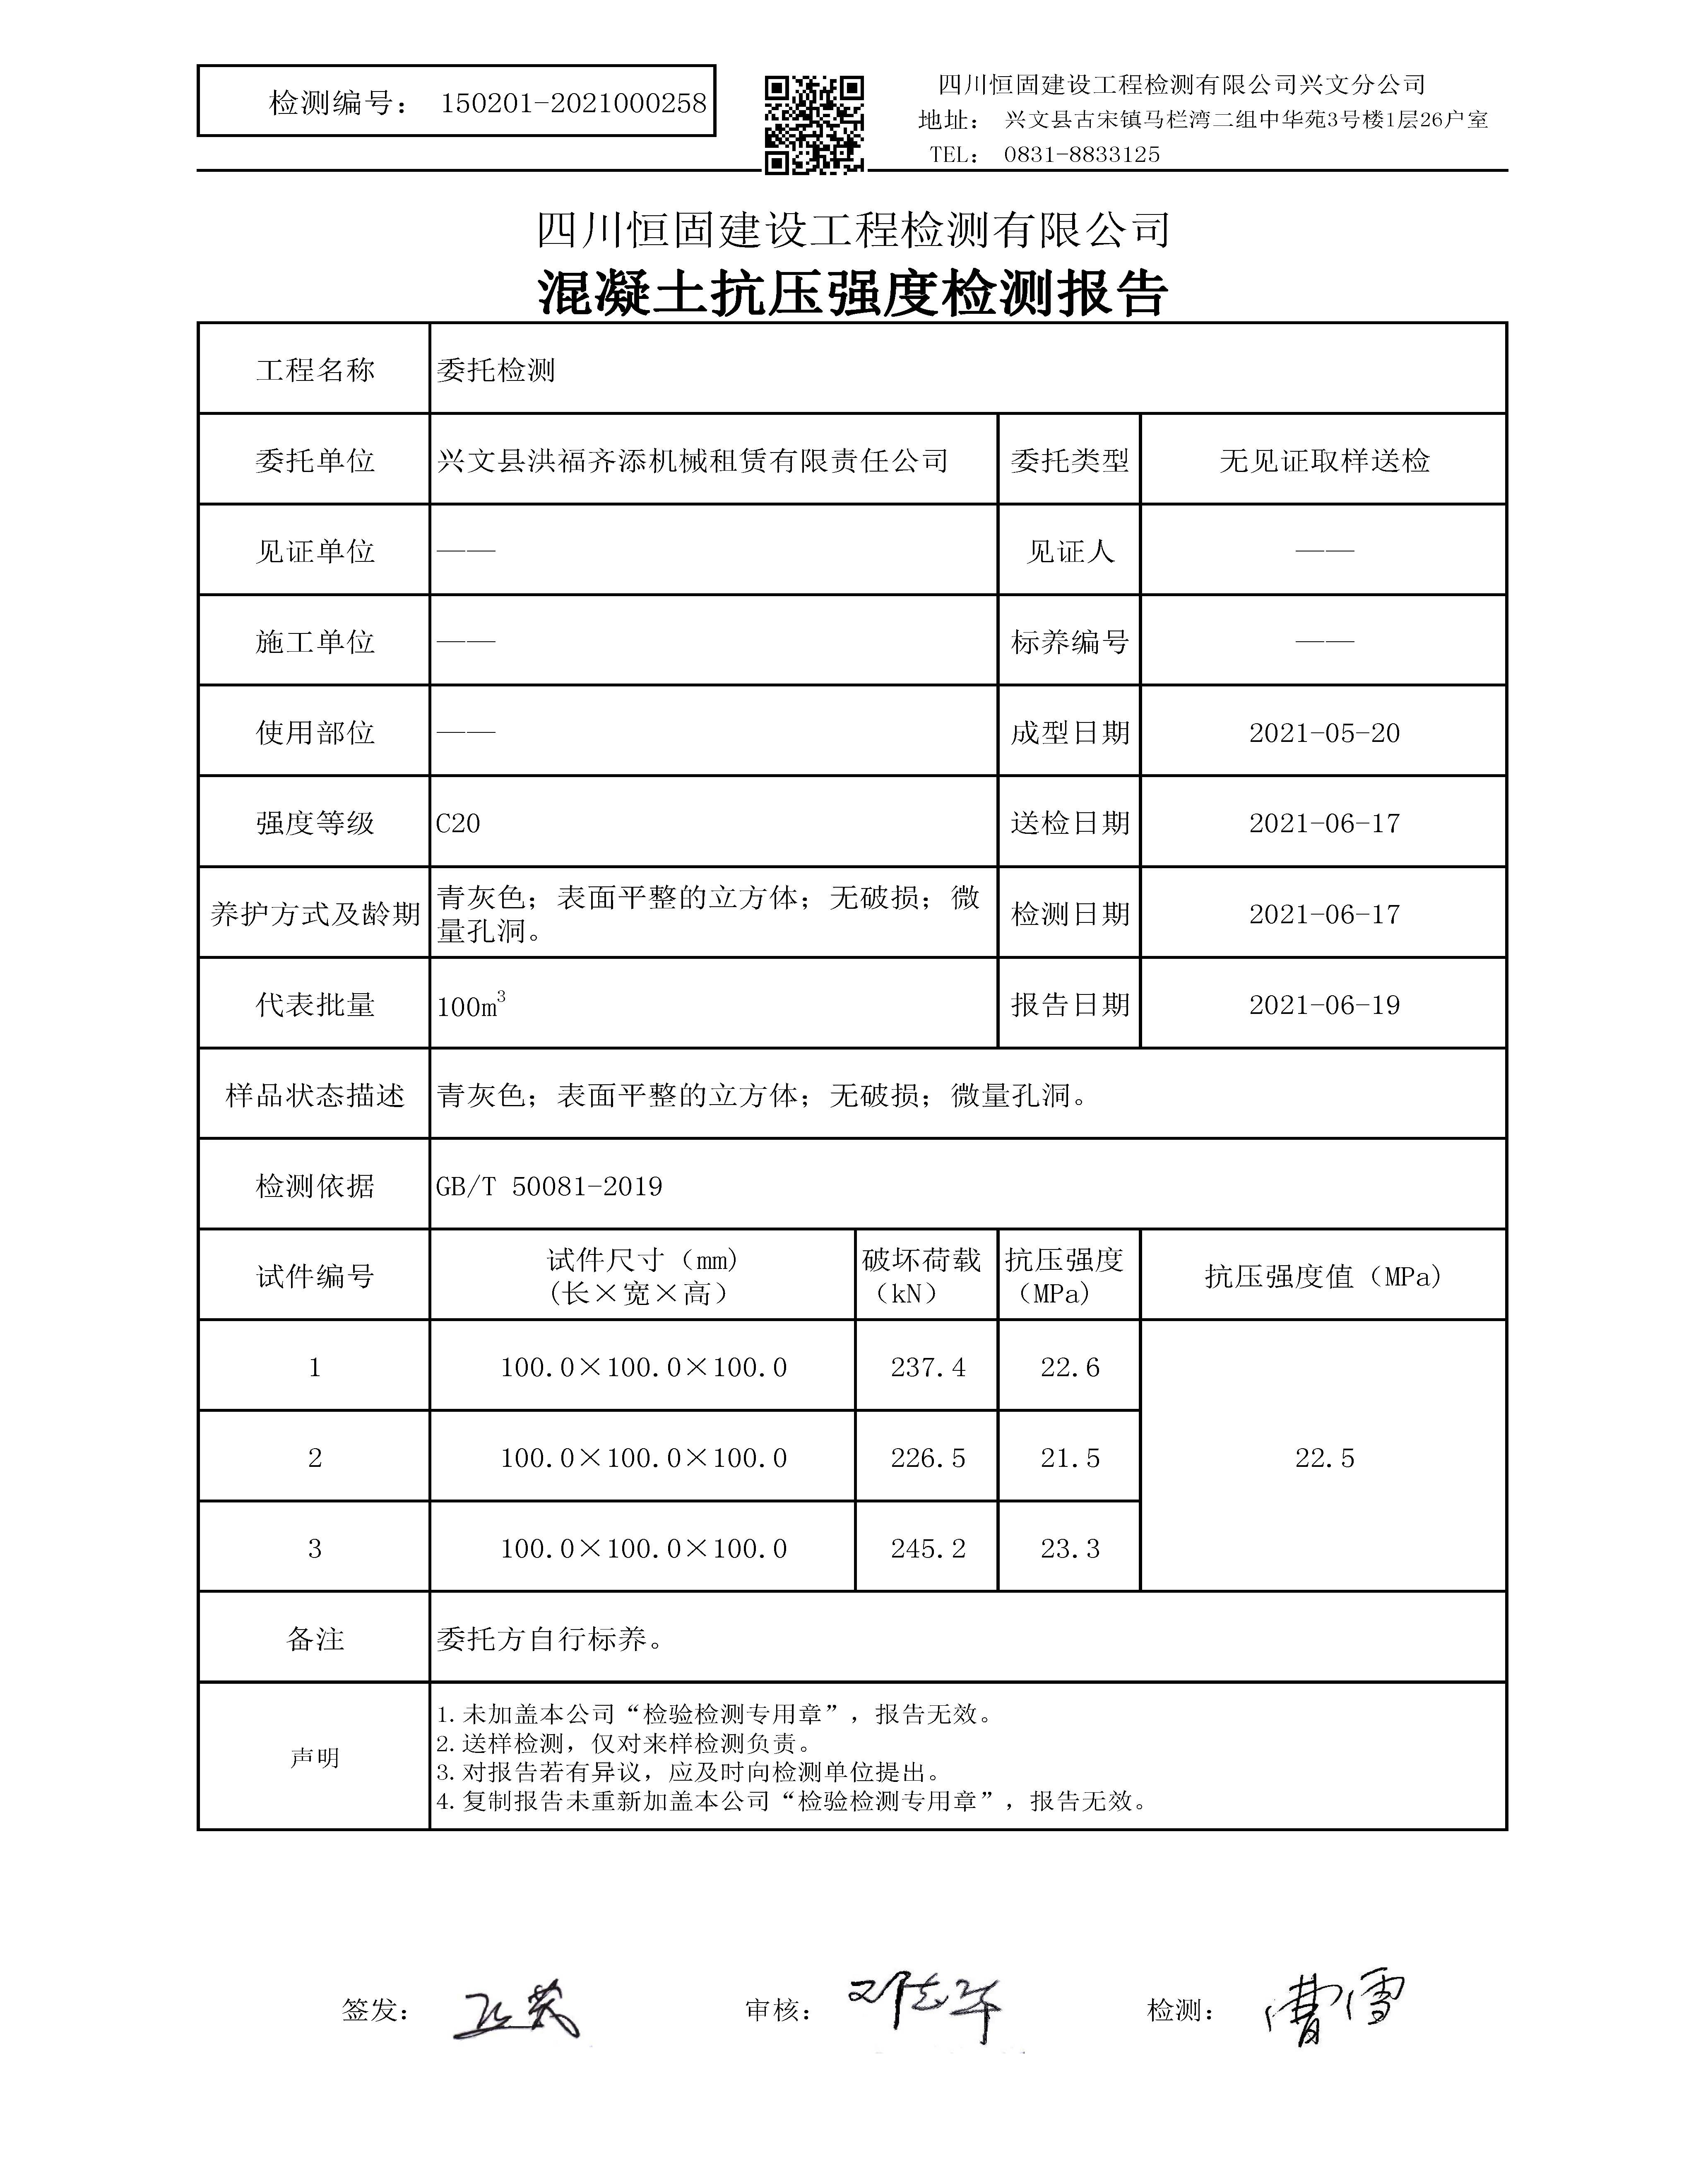 检测编号： 150201-2021000258
四川恒固建设工程检测有限公司兴文分公司
地址： 兴文县古宋镇马栏湾二组中华苑3号楼1层26户室
TEL： 0831-8833125
四川恒固建设工程检测有限公司
混凝土抗压强度检测报告
工程名称 委托检测
委托单位 兴文县洪福齐添机械租赁有限责任公司 委托类型 无见证取样送检
见证单位 —— 见证人 ——
施工单位 —— 标养编号 ——
使用部位 —— 成型日期 2021-05-20
强度等级 C20 送检日期 2021-06-17
养护方式及龄期 青灰色；表面平整的立方体；无破损；微
量孔洞。 检测日期 2021-06-17
代表批量 100m³ 报告日期 2021-06-19
样品状态描述 青灰色；表面平整的立方体；无破损；微量孔洞。
检测依据 GB/T 50081-2019
试件编号 试件尺寸（mm)
(长×宽×高） 破坏荷载
（kN） 抗压强度
（MPa) 抗压强度值（MPa)
1 100.0×100.0×100.0 237.4 22.6
2 100.0×100.0×100.0 226.5 21.5 22.5
3 100.0×100.0×100.0 245.2 23.3
备注 委托方自行标养。
声明
1.未加盖本公司“检验检测专用章”，报告无效。
2.送样检测，仅对来样检测负责。
3.对报告若有异议，应及时向检测单位提出。
4.复制报告未重新加盖本公司“检验检测专用章”，报告无效。
签发： 审核： 邓志华 检测： 曹雪